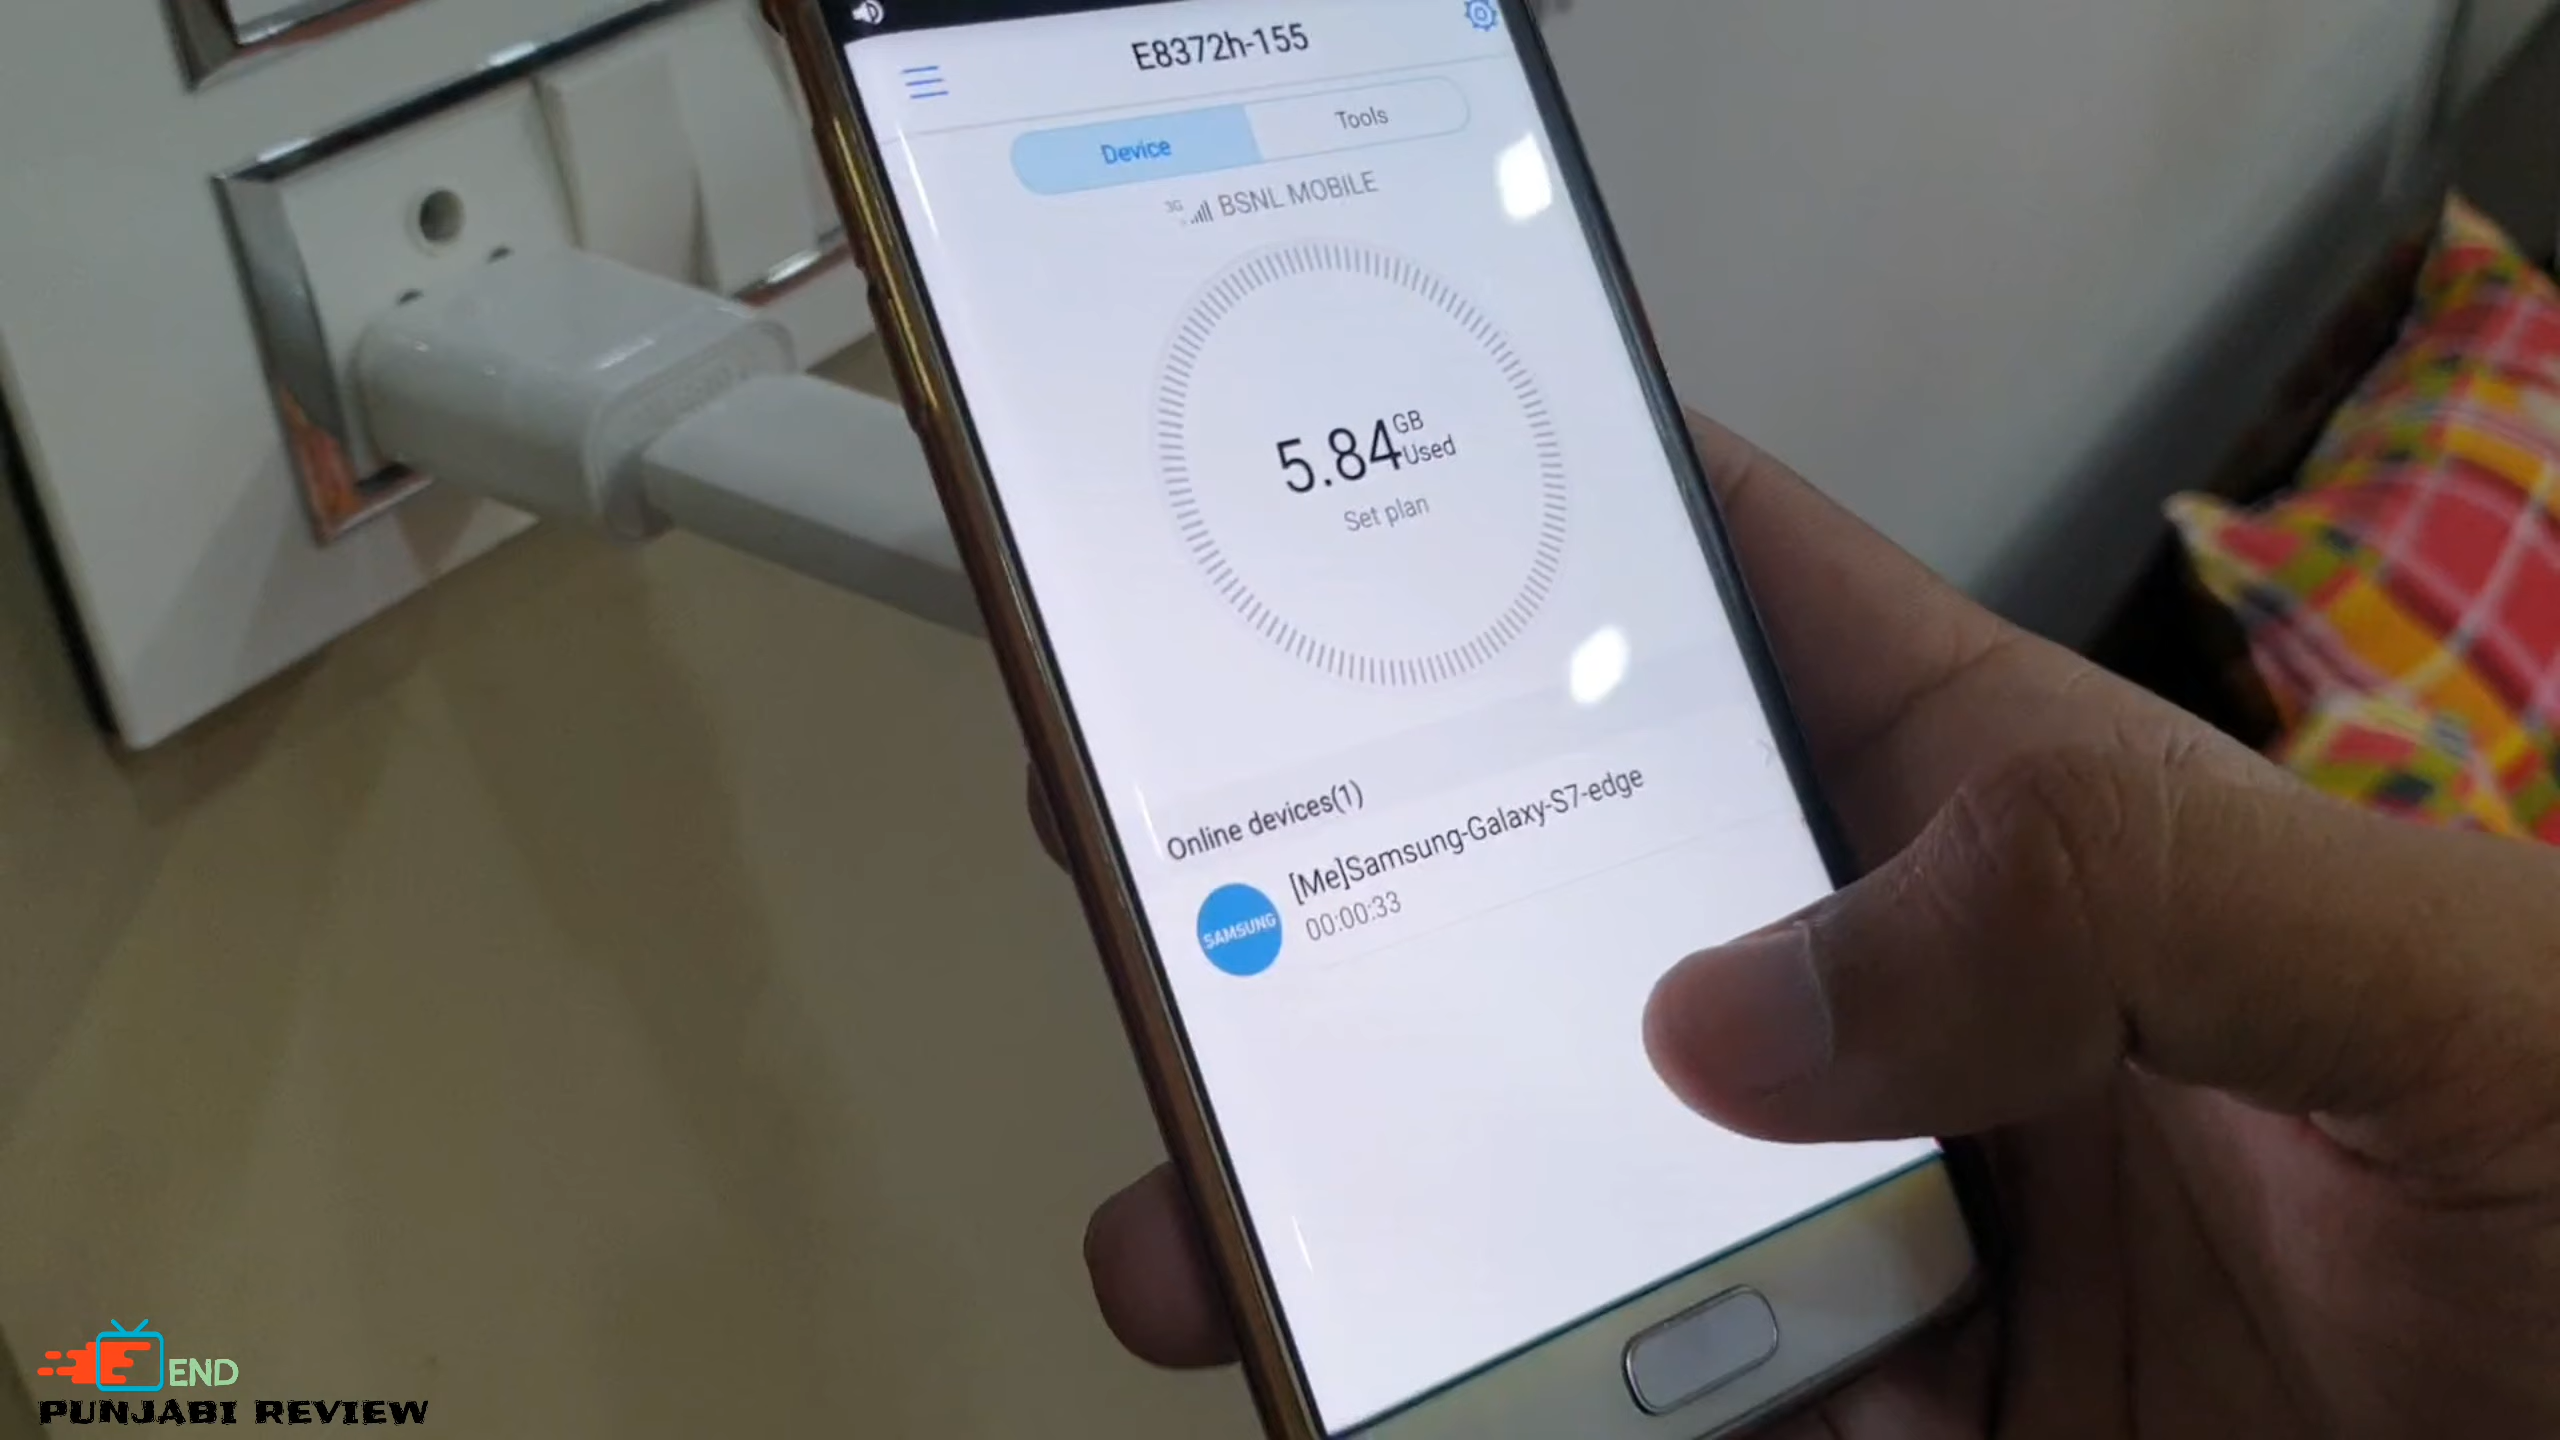 E8372h-155
Device
Tools
3G BSNL MOBILE
5.84 GB Used
Set plan
Online devices(1)
[Me]Samsung-Galaxy-S7-edge
SAMSUNG
00:00:33
END
PUNJABI REVIEW